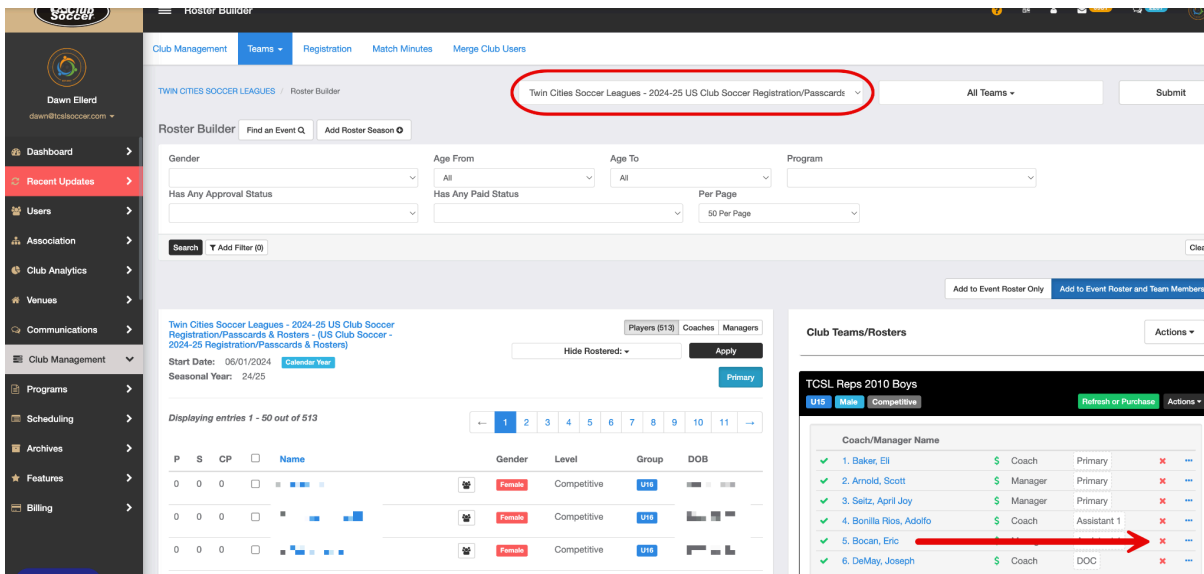 US Club
Soccer
Roster Builder
Dawn Ellerd
dawn@tcslsoccer.com
Dashboard
Recent Updates
Users
Association
Club Analytics
Venues
Communications
Club Management
Programs
Scheduling
Archives
Features
Billing
Club Management Teams Registration Match Minutes Merge Club Users
TWIN CITIES SOCCER LEAGUES / Roster Builder
Twin Cities Soccer Leagues - 2024-25 US Club Soccer Registration/Passcards
All Teams
Submit
Roster Builder Find an Event Add Roster Season
Gender Age From Age To Program
All All
Has Any Approval Status Has Any Paid Status Per Page
50 Per Page
Search Add Filter (0)
Add to Event Roster Only Add to Event Roster and Team Members
Twin Cities Soccer Leagues - 2024-25 US Club Soccer
Registration/Passcards & Rosters - (US Club Soccer -
2024-25 Registration/Passcards & Rosters)
Start Date: 06/01/2024 Calendar Year
Seasonal Year: 24/25
Players (513) Coaches Managers
Hide Rostered: Apply
Primary
Displaying entries 1 - 50 out of 513
← 1 2 3 4 5 6 7 8 9 10 11 →
P S CP Name Gender Level Group DOB
0 0 0 Female Competitive U16
0 0 0 Female Competitive U16
0 0 0 Female Competitive U16
Club Teams/Rosters
Actions
TCSL Reps 2010 Boys
U15 Male Competitive Refresh or Purchase Actions
Coach/Manager Name
1. Baker, Eli $ Coach Primary
2. Arnold, Scott $ Manager Primary
3. Seitz, April Joy $ Manager Primary
4. Bonilla Rios, Adolfo $ Coach Assistant 1
5. Bocan, Eric
6. DeMay, Joseph $ Coach DOC